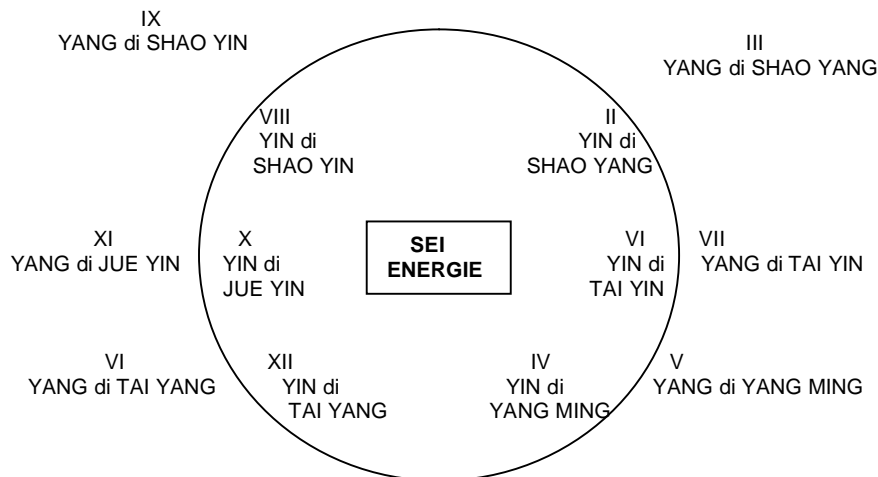 IX
YANG di SHAO YIN
III
YANG di SHAO YANG
VIII
YIN di
SHAO YIN
II
YIN di
SHAO YANG
XI
YANG di JUE YIN
X
YIN di
JUE YIN
SEI
ENERGIE
VI
YIN di
TAI YIN
VII
YANG di TAI YIN
VI
YANG di TAI YANG
XII
YIN di
TAI YANG
IV
YIN di
YANG MING
V
YANG di YANG MING